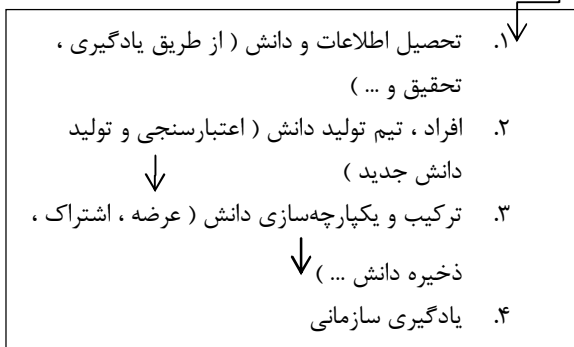 ۱. تحصیل اطلاعات و دانش ( از طریق یادگیری ،
تحقیق و ... )
۲. افراد ، تیم تولید دانش ( اعتبارسنجی و تولید
دانش جدید )
۳. ترکیب و یکپارچه‌سازی دانش ( عرضه ، اشتراک ،
ذخیره دانش ... )
۴. یادگیری سازمانی